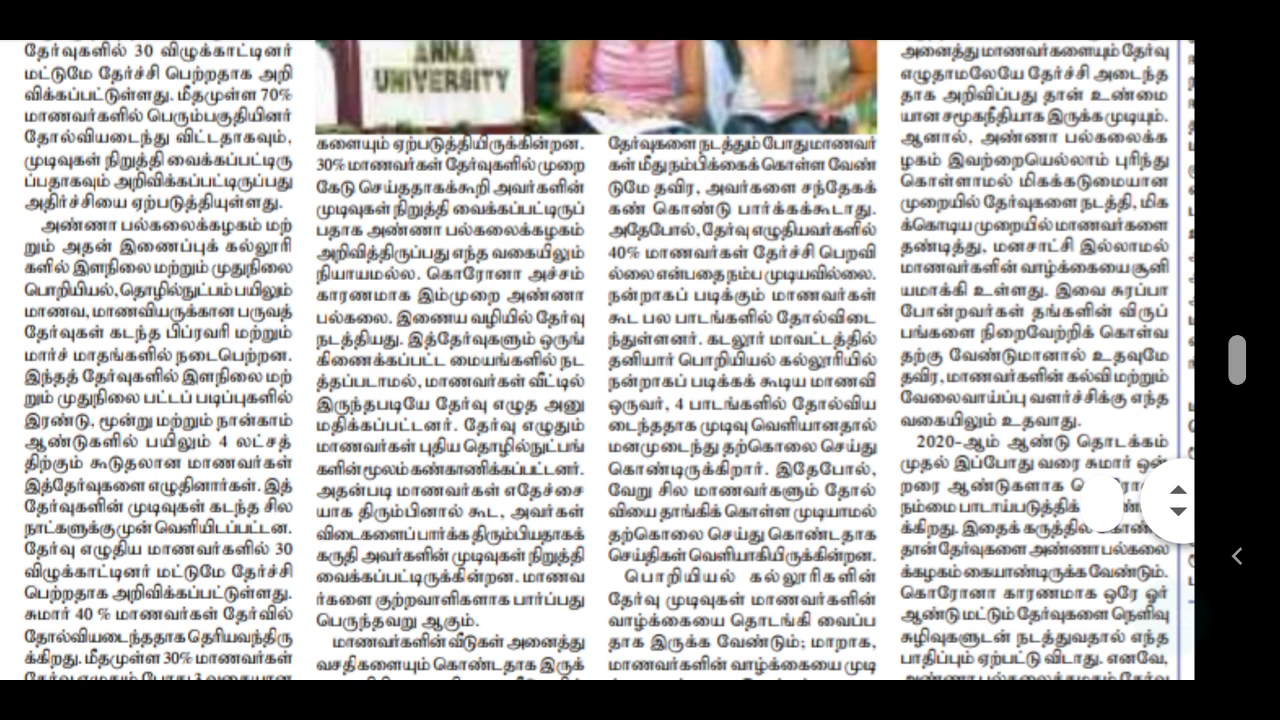 தேர்வுகளில் 30 விழுக்காட்டினர்
மட்டுமே தேர்ச்சி பெற்றதாக அறி
விக்கப்பட்டுள்ளது. மீதமுள்ள 70%
மாணவர்களில் பெரும்பகுதியினர்
தோல்வியடைந்து விட்டதாகவும்,
முடிவுகள் நிறுத்தி வைக்கப்பட்டிரு
ப்பதாகவும் அறிவிக்கப்பட்டிருப்பது
அதிர்ச்சியை ஏற்படுத்தியுள்ளது.
அண்ணா பல்கலைக்கழகம் மற்
றும் அதன் இணைப்புக் கல்லூரி
களில் இளநிலை மற்றும் முதுநிலை
பொறியியல், தொழில்நுட்பம் பயிலும்
மாணவ, மாணவியருக்கான பருவத்
தேர்வுகள் கடந்த பிப்ரவரி மற்றும்
மார்ச் மாதங்களில் நடைபெற்றன.
இந்தத் தேர்வுகளில் இளநிலை மற்
றும் முதுநிலை பட்டப் படிப்புகளில்
இரண்டு, மூன்று மற்றும் நான்காம்
ஆண்டுகளில் பயிலும் 4 லட்சத்
திற்கும் கூடுதலான மாணவர்கள்
இத்தேர்வுகளை எழுதினார்கள். இத்
தேர்வுகளின் முடிவுகள் கடந்த சில
நாட்களுக்கு முன் வெளியிடப்பட்டன.
தேர்வு எழுதிய மாணவர்களில் 30
விழுக்காட்டினர் மட்டுமே தேர்ச்சி
பெற்றதாக அறிவிக்கப்பட்டுள்ளது.
சுமார் 40 % மாணவர்கள் தேர்வில்
தோல்வியடைந்ததாக தெரியவந்திரு
க்கிறது. மீதமுள்ள 30% மாணவர்கள்
ANNA
UNIVERSITY
களையும் ஏற்படுத்தியிருக்கின்றன.
30% மாணவர்கள் தேர்வுகளில் முறை
கேடு செய்ததாகக்கூறி அவர்களின்
முடிவுகள் நிறுத்தி வைக்கப்பட்டிருப்
பதாக அண்ணா பல்கலைக்கழகம்
அறிவித்திருப்பது எந்த வகையிலும்
நியாயமல்ல. கொரோனா அச்சம்
காரணமாக இம்முறை அண்ணா
பல்கலை. இணைய வழியில் தேர்வு
நடத்தியது. இத்தேர்வுகளும் ஒருங்
கிணைக்கப்பட்ட மையங்களில் நட
த்தப்படாமல், மாணவர்கள் வீட்டில்
இருந்தபடியே தேர்வு எழுத அனு
மதிக்கப்பட்டனர். தேர்வு எழுதும்
மாணவர்கள் புதிய தொழில்நுட்பங்
களின் மூலம் கண்காணிக்கப்பட்டனர்.
அதன்படி மாணவர்கள் எதேச்சை
யாக திரும்பினால் கூட, அவர்கள்
விடைகளைப் பார்க்க திரும்பியதாகக்
கருதி அவர்களின் முடிவுகள் நிறுத்தி
வைக்கப்பட்டிருக்கின்றன. மாணவ
ர்களை குற்றவாளிகளாக பார்ப்பது
பெருந்தவறு ஆகும்.
மாணவர்களின் வீடுகள் அனைத்து
வசதிகளையும் கொண்டதாக இருக்
தேர்வுகளை நடத்தும் போது மாணவர்
கள் மீது நம்பிக்கைக் கொள்ள வேண்
டுமே தவிர, அவர்களை சந்தேகக்
கண் கொண்டு பார்க்கக்கூடாது.
அதேபோல், தேர்வு எழுதியவர்களில்
40% மாணவர்கள் தேர்ச்சி பெறவி
ல்லை என்பதை நம்ப முடியவில்லை.
நன்றாகப் படிக்கும் மாணவர்கள்
கூட பல பாடங்களில் தோல்விடை
ந்துள்ளனர். கடலூர் மாவட்டத்தில்
தனியார் பொறியியல் கல்லூரியில்
நன்றாகப் படிக்கக் கூடிய மாணவி
ஒருவர், 4 பாடங்களில் தோல்விய
டைந்ததாக முடிவு வெளியானதால்
மனமுடைந்து தற்கொலை செய்து
கொண்டிருக்கிறார். இதேபோல்,
வேறு சில மாணவர்களும் தோல்
வியை தாங்கிக் கொள்ள முடியாமல்
தற்கொலை செய்து கொண்டதாக
செய்திகள் வெளியாகியிருக்கின்றன.
பொறியியல் கல்லூரிகளின்
தேர்வு முடிவுகள் மாணவர்களின்
வாழ்க்கையை தொடங்கி வைப்ப
தாக இருக்க வேண்டும்; மாறாக,
மாணவர்களின் வாழ்க்கையை முடி
அனைத்து மாணவர்களையும் தேர்வு
எழுதாமலேயே தேர்ச்சி அடைந்த
தாக அறிவிப்பது தான் உண்மை
யான சமூகநீதியாக இருக்க முடியும்.
ஆனால், அண்ணா பல்கலைக்க
ழகம் இவற்றையெல்லாம் புரிந்து
கொள்ளாமல் மிகக்கடுமையான
முறையில் தேர்வுகளை நடத்தி, மிக
க்கொடிய முறையில் மாணவர்களை
தண்டித்து, மனசாட்சி இல்லாமல்
மாணவர்களின் வாழ்க்கையை சூனி
யமாக்கி உள்ளது. இவை சுரப்பா
போன்றவர்கள் தங்களின் விருப்
பங்களை நிறைவேற்றிக் கொள்வ
தற்கு வேண்டுமானால் உதவுமே
தவிர, மாணவர்களின் கல்வி மற்றும்
வேலைவாய்ப்பு வளர்ச்சிக்கு எந்த
வகையிலும் உதவாது.
2020-ஆம் ஆண்டு தொடக்கம்
முதல் இப்போது வரை சுமார் ஒன்
றரை ஆண்டுகளாக
நம்மை பாடாய்படுத்திக்
க்கிறது. இதைக் கருத்தில்
தான் தேர்வுகளை அண்ணா பல்கலை
க்கழகம் கையாண்டிருக்க வேண்டும்.
கொரோனா காரணமாக ஒரே ஓர்
ஆண்டு மட்டும் தேர்வுகளை நெளிவு
சுழிவுகளுடன் நடத்துவதால் எந்த
பாதிப்பும் ஏற்பட்டு விடாது. எனவே,